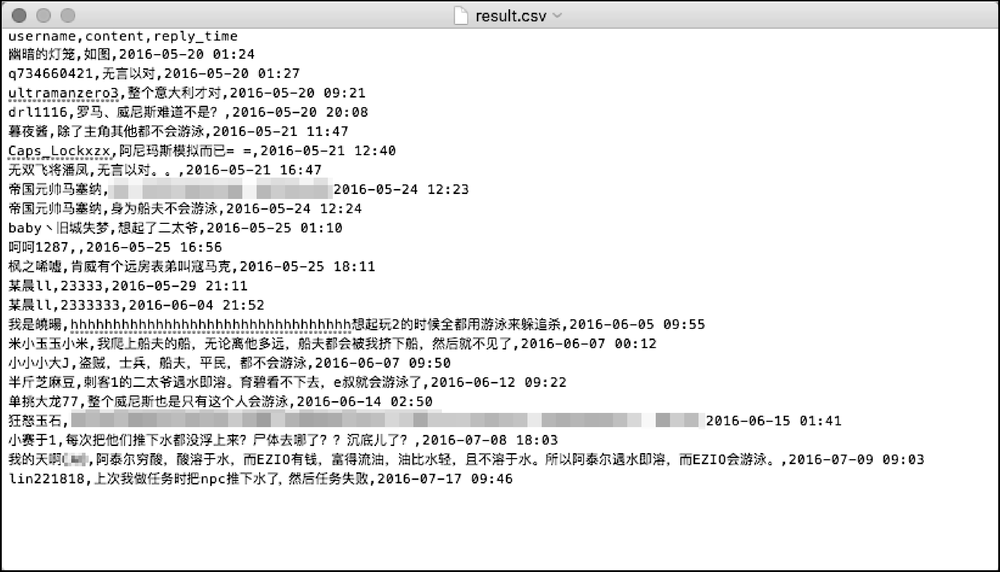 result.csv
username,content,reply_time
幽暗的灯笼,如图,2016-05-20 01:24
q734660421,无言以对,2016-05-20 01:27
ultramanzero3,整个意大利才对,2016-05-20 09:21
drl1116,罗马、威尼斯难道不是？,2016-05-20 20:08
暮夜酱,除了主角其他都不会游泳,2016-05-21 11:47
Caps_Lockxzx,阿尼玛斯模拟而已= =,2016-05-21 12:40
无双飞将潘凤,无言以对。。,2016-05-21 16:47
帝国元帅马塞纳,2016-05-24 12:23
帝国元帅马塞纳,身为船夫不会游泳,2016-05-24 12:24
baby丶旧城失梦,想起了二太爷,2016-05-25 01:10
呵呵1287,,2016-05-25 16:56
枫之唏嘘,肯威有个远房表弟叫寇马克,2016-05-25 18:11
某晨ll,23333,2016-05-29 21:11
某晨ll,2333333,2016-06-04 21:52
我是皢暘,hhhhhhhhhhhhhhhhhhhhhhhhhhhhhhhhh想起玩2的时候全都用游泳来躲追杀,2016-06-05 09:55
米小玉玉小米,我爬上船夫的船，无论离他多远，船夫都会被我挤下船，然后就不见了,2016-06-07 00:12
小小小大J,盗贼，士兵，船夫，平民，都不会游泳,2016-06-07 09:50
半斤芝麻豆,刺客1的二太爷遇水即溶。育碧看不下去，e叔就会游泳了,2016-06-12 09:22
单挑大龙77,整个威尼斯也是只有这个人会游泳,2016-06-14 02:50
狂怒玉石,2016-06-15 01:41
小赛于1,每次把他们推下水都没浮上来？尸体去哪了？？沉底儿了？,2016-07-08 18:03
我的天啊,阿泰尔穷酸，酸溶于水，而EZIO有钱，富得流油，油比水轻，且不溶于水。所以阿泰尔遇水即溶，而EZIO会游泳。,2016-07-09 09:03
lin221818,上次我做任务时把npc推下水了，然后任务失败,2016-07-17 09:46